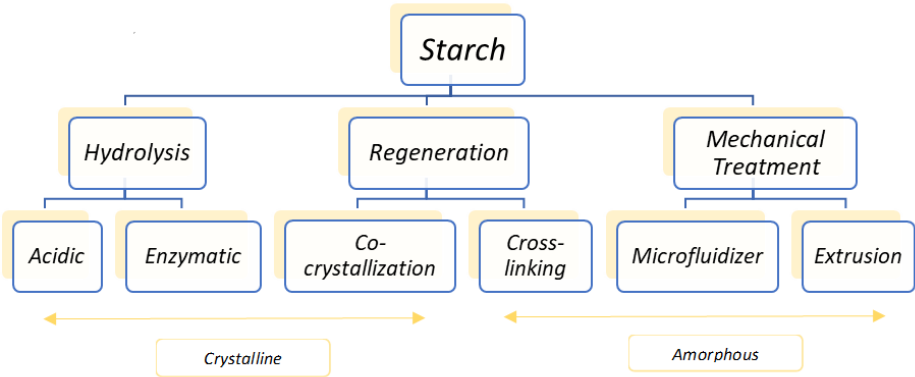 Starch
Hydrolysis
Regeneration
Mechanical
Treatment
Acidic
Enzymatic
Co-
crystallization
Cross-
linking
Microfluidizer
Extrusion
Crystalline
Amorphous